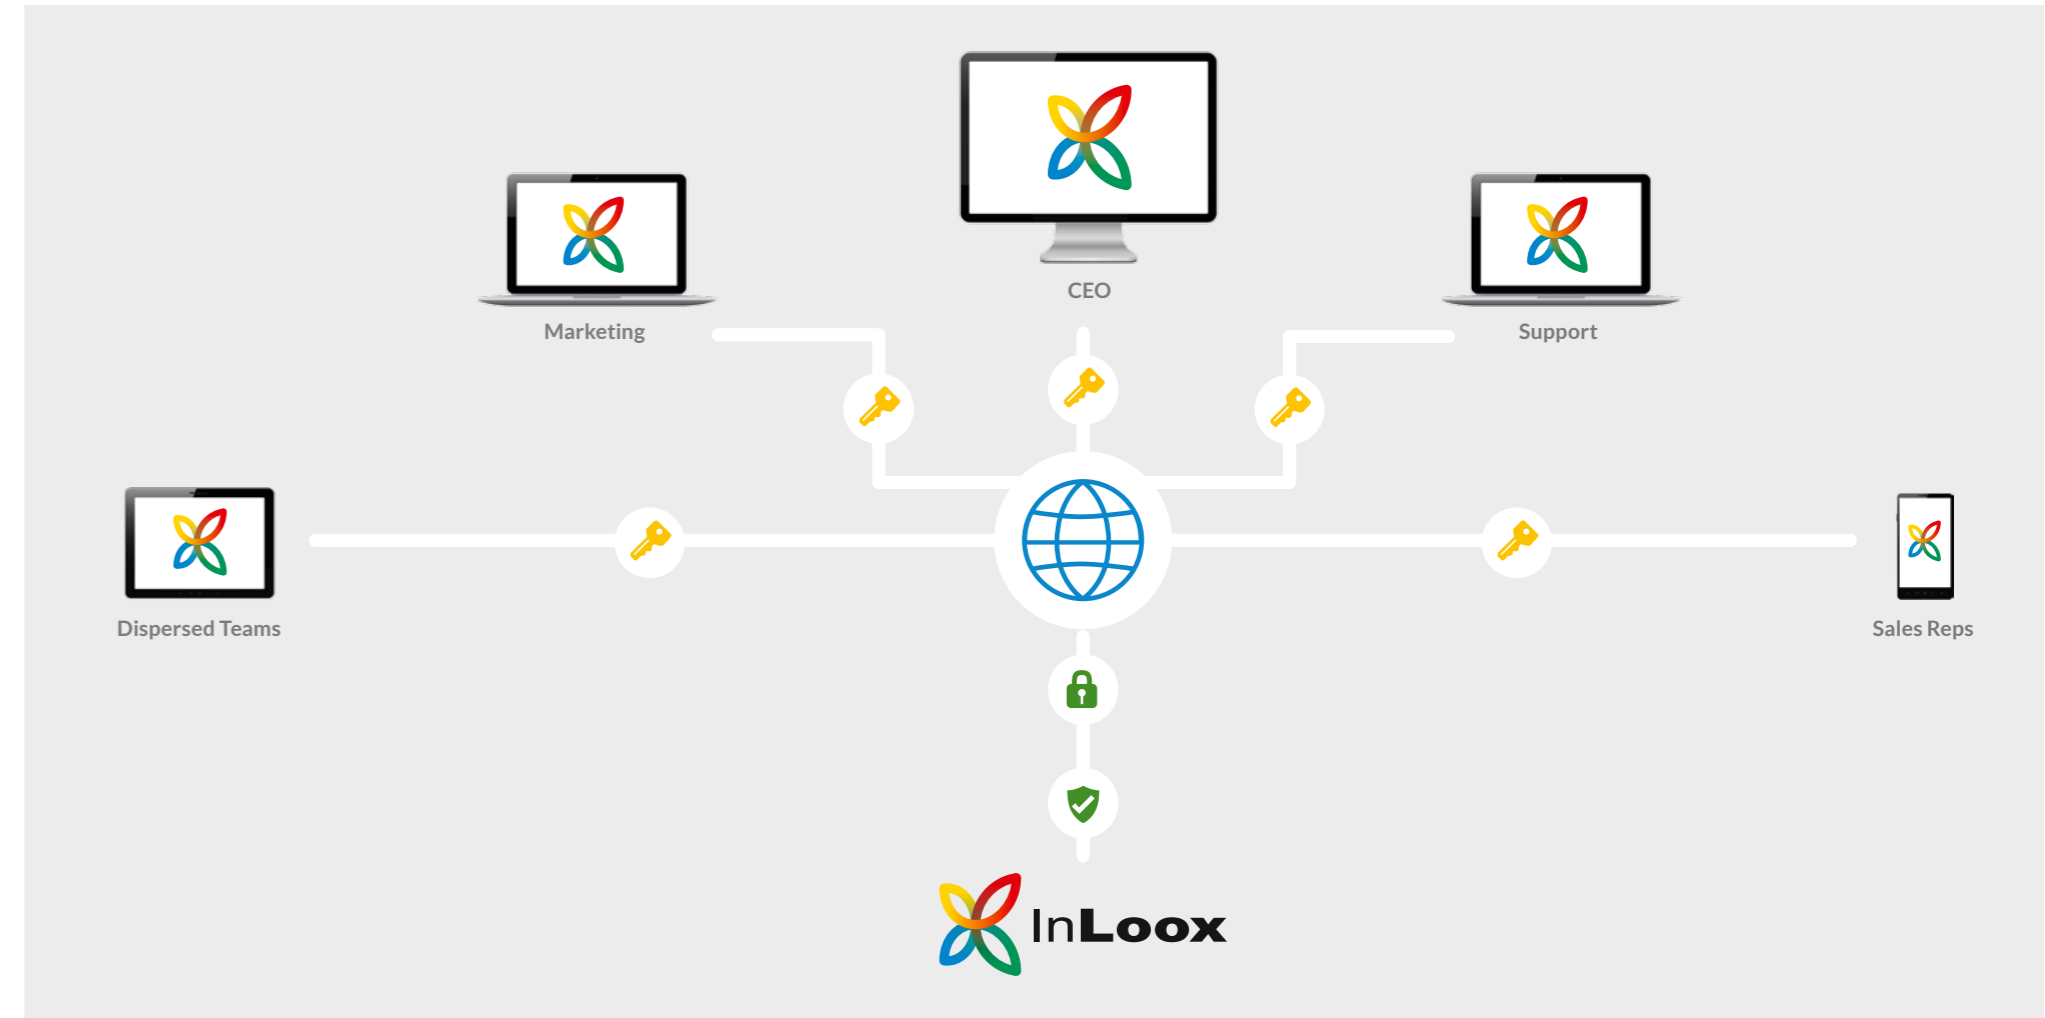 CEO
Marketing
Support
Dispersed Teams
Sales Reps
InLoox